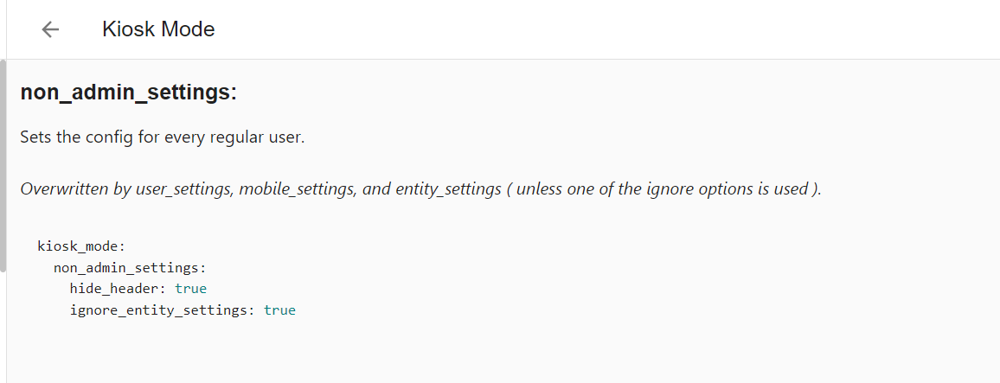 Kiosk Mode
non_admin_settings:
Sets the config for every regular user.
Overwritten by user_settings, mobile_settings, and entity_settings ( unless one of the ignore options is used ).
kiosk_mode:
  non_admin_settings:
    hide_header: true
    ignore_entity_settings: true